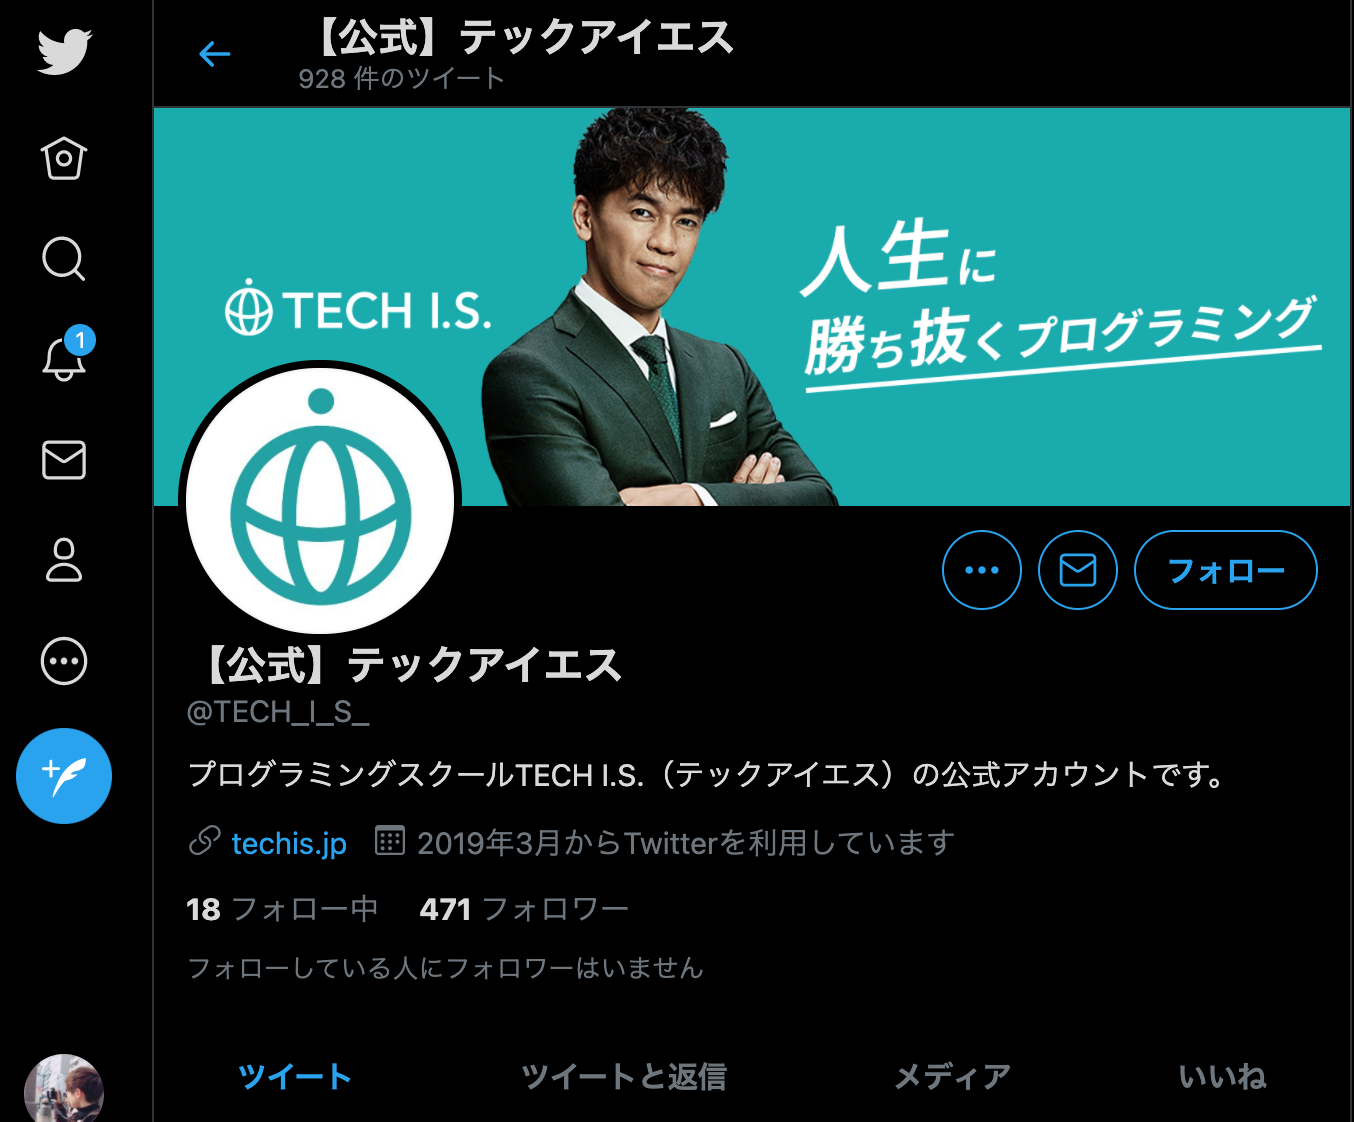 【公式】テックアイエス
928 件のツイート
TECH I.S.
人生に
勝ち抜くプログラミング
1
フォロー
【公式】テックアイエス
@TECH_I_S_
プログラミングスクールTECH I.S.（テックアイエス）の公式アカウントです。
techis.jp 2019年3月からTwitterを利用しています
18 フォロー中 471 フォロワー
フォローしている人にフォロワーはいません
ツイート ツイートと返信 メディア いいね